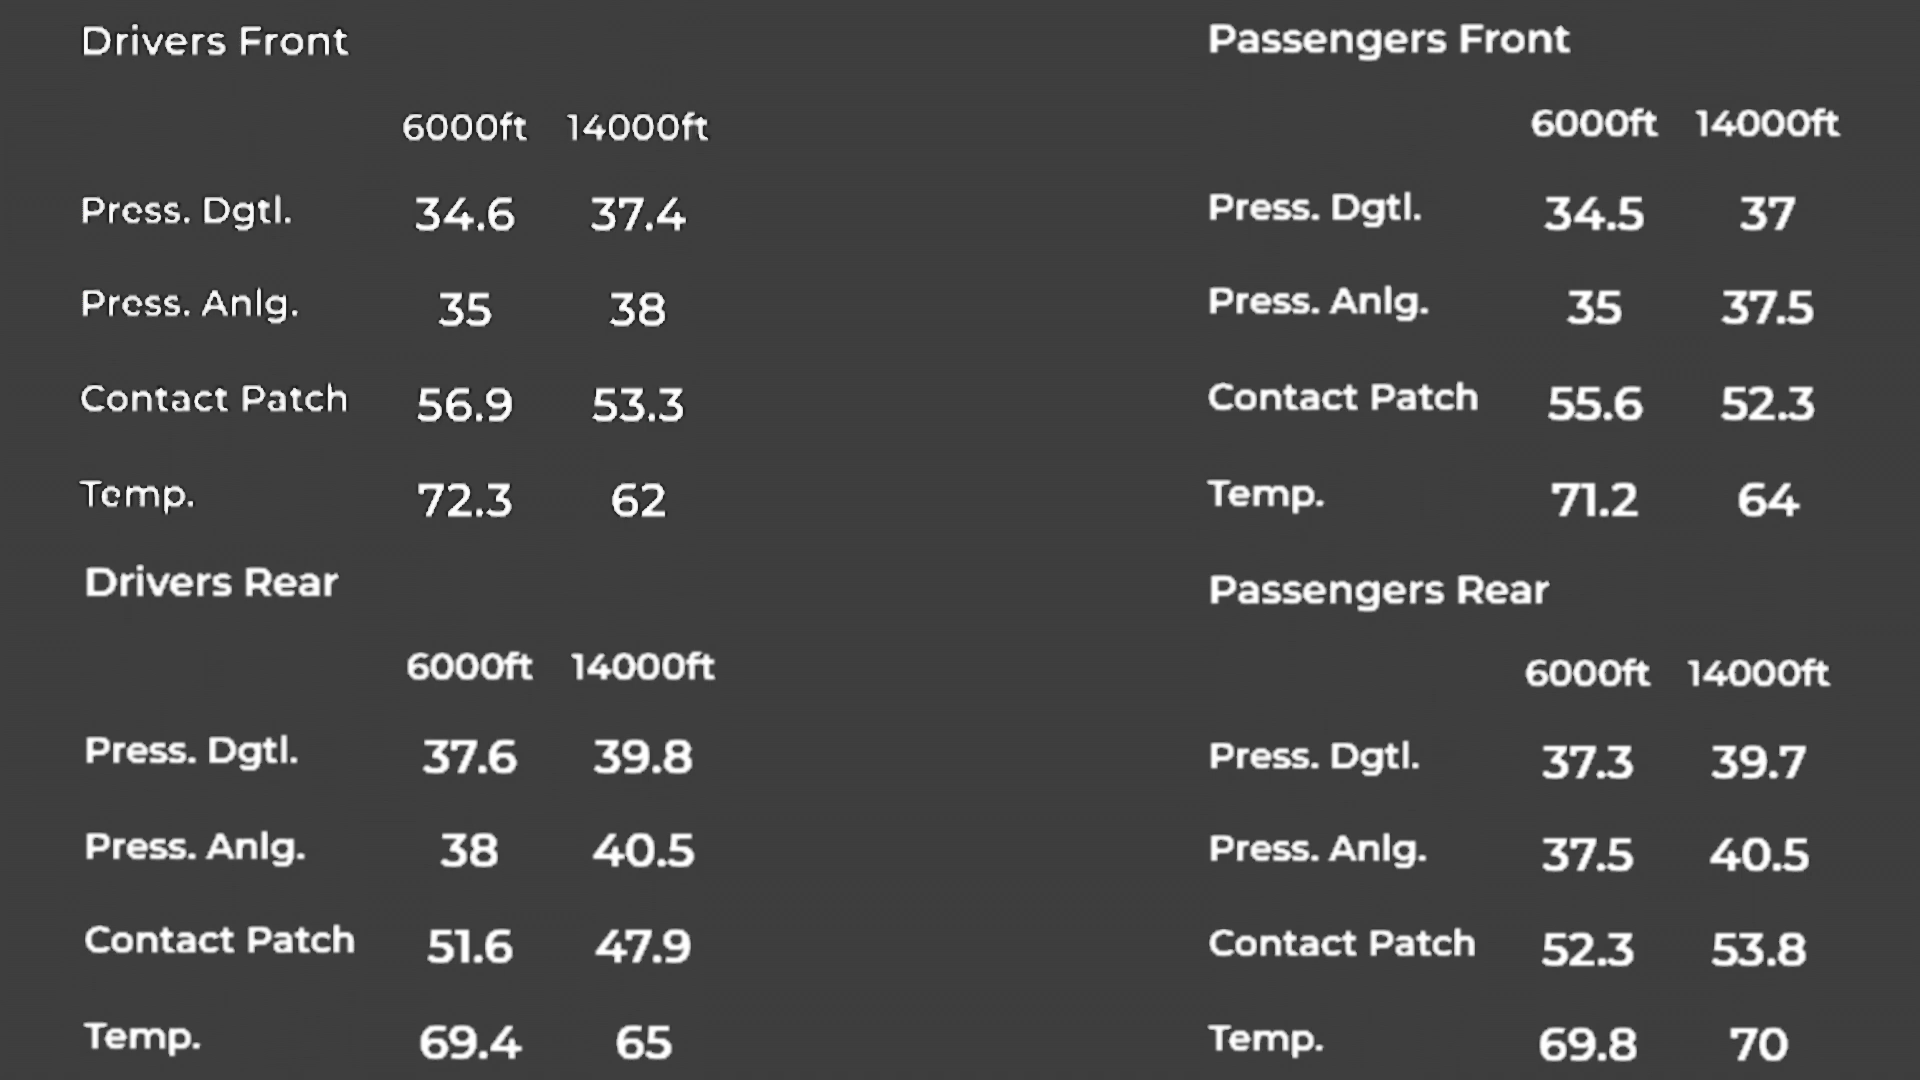 Drivers Front
6000ft 14000ft
Press. Dgtl. 34.6 37.4
Press. Anlg. 35 38
Contact Patch 56.9 53.3
Temp. 72.3 62
Passengers Front
6000ft 14000ft
Press. Dgtl. 34.5 37
Press. Anlg. 35 37.5
Contact Patch 55.6 52.3
Temp. 71.2 64
Drivers Rear
6000ft 14000ft
Press. Dgtl. 37.6 39.8
Press. Anlg. 38 40.5
Contact Patch 51.6 47.9
Temp. 69.4 65
Passengers Rear
6000ft 14000ft
Press. Dgtl. 37.3 39.7
Press. Anlg. 37.5 40.5
Contact Patch 52.3 53.8
Temp. 69.8 70